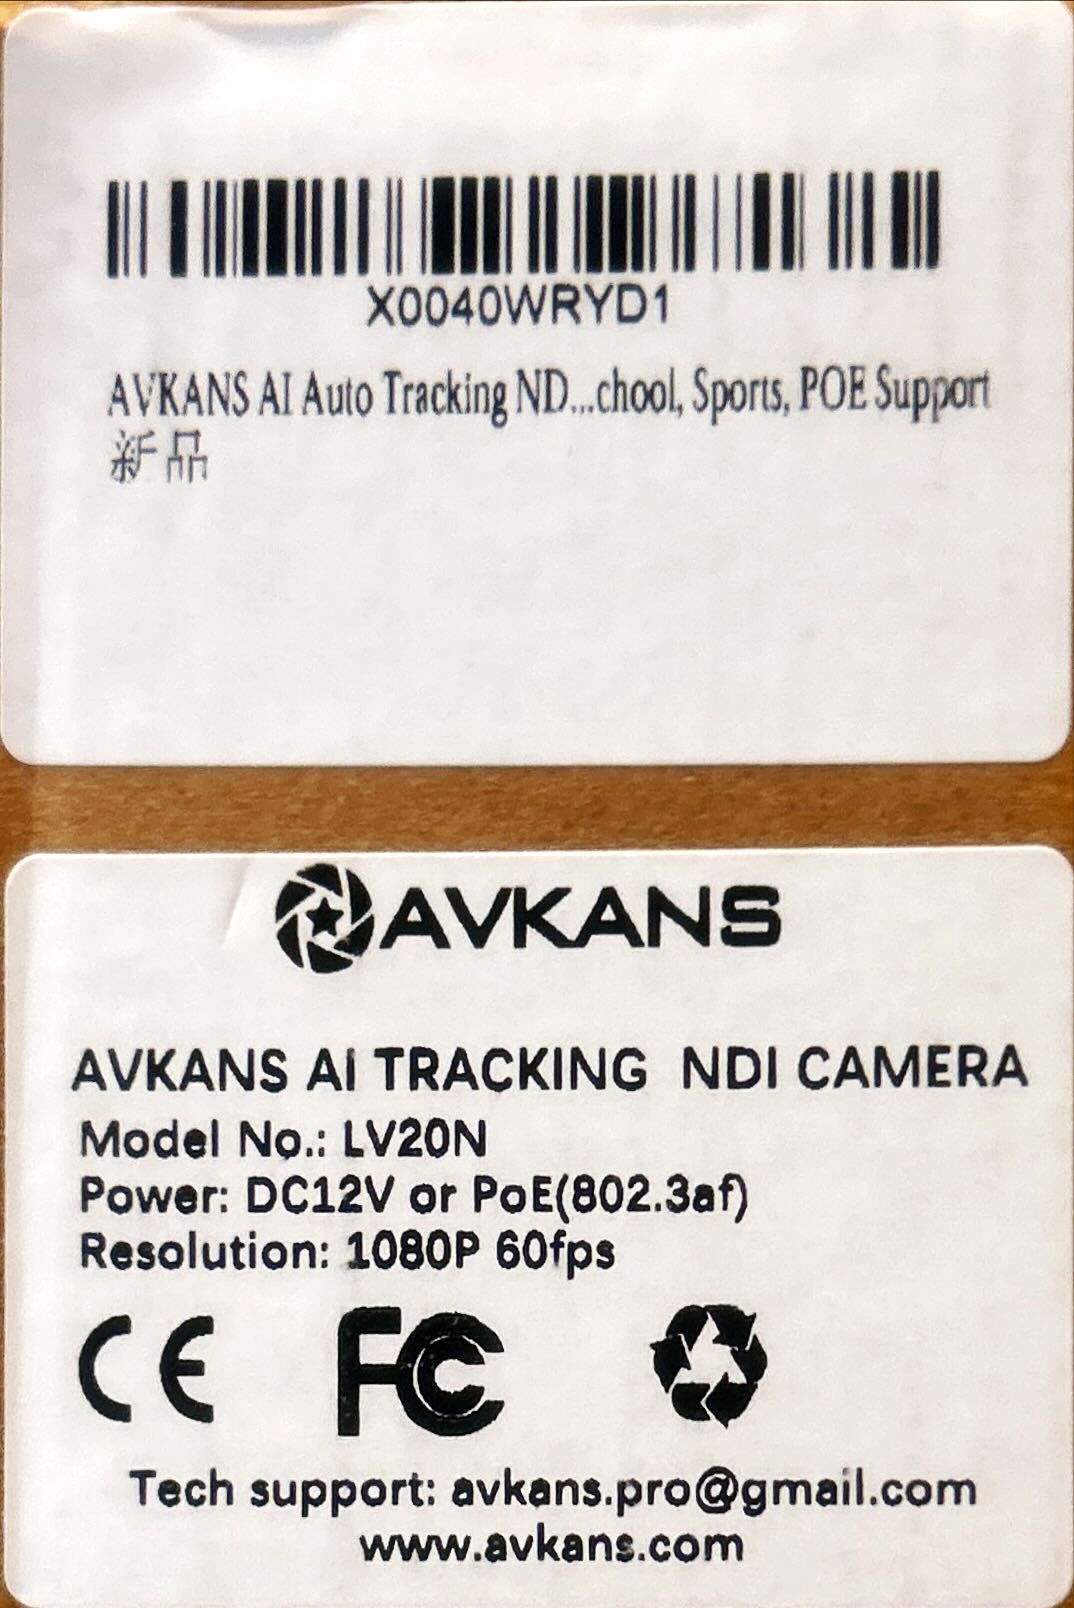 X0040WRYD1
AVKANS AI Auto Tracking ND...chool, Sports, POE Support
新品
AVKANS
AVKANS AI TRACKING NDI CAMERA
Model No.: LV20N
Power: DC12V or PoE(802.3af)
Resolution: 1080P 60fps
CE FC
Tech support: avkans.pro@gmail.com
www.avkans.com